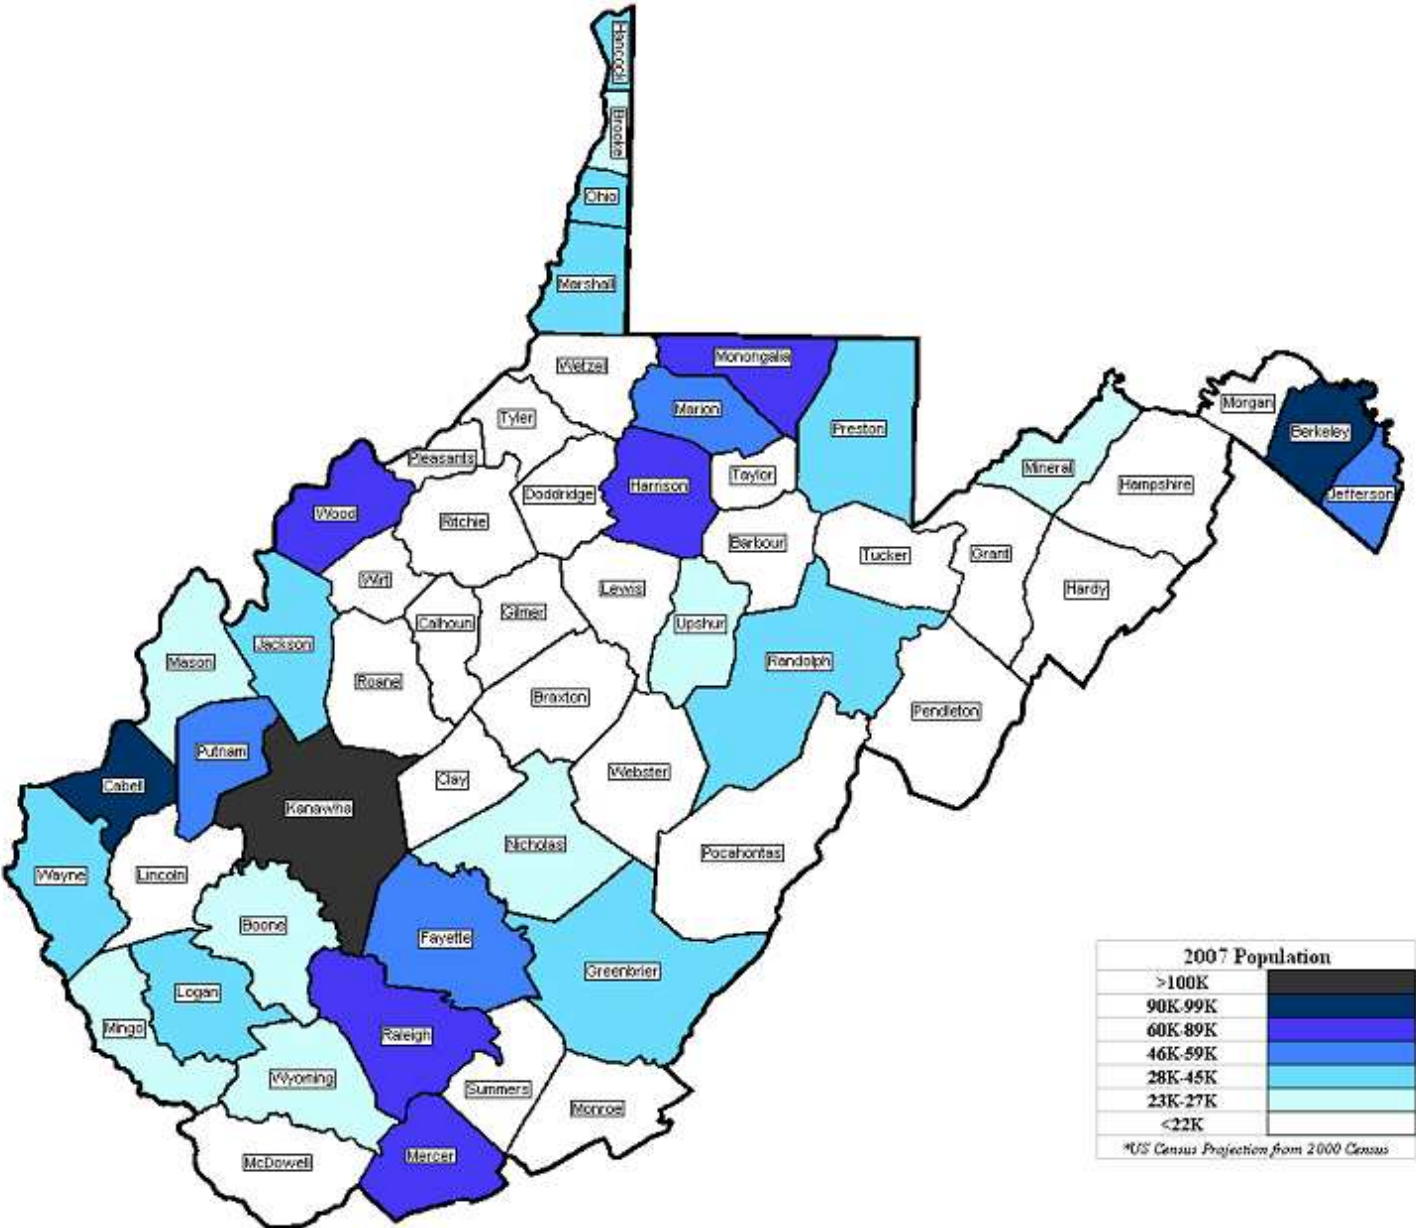 Hancock
Brooke
Ohio
Marshall
Wetzel
Monongalia
Marion
Tyler
Preston
Morgan
Berkeley
Pleasants
Mineral
Harrison
Taylor
Hampshire
Jefferson
Doddridge
Wood
Ritchie
Barbour
Tucker
Grant
Wirt
Lewis
Hardy
Gilmer
Calhoun
Upshur
Jackson
Mason
Randolph
Roane
Braxton
Pendleton
Putnam
Webster
Clay
Cabell
Kanawha
Nicholas
Pocahontas
Wayne
Lincoln
Boone
Fayette
Greenbrier
Logan
Mingo
Raleigh
Wyoming
Summers
Monroe
Mercer
McDowell
2007 Population
>100K
90K-99K
60K-89K
46K-59K
28K-45K
23K-27K
<22K
*US Census Projection from 2000 Census